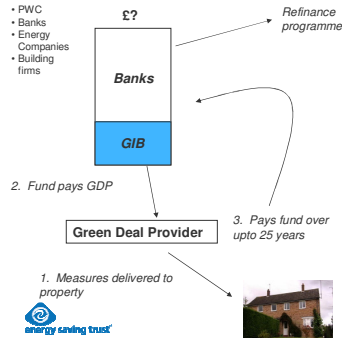 • PWC
• Banks
• Energy
Companies
• Building
firms
£?
Refinance
programme
Banks
GIB
2. Fund pays GDP
Green Deal Provider
3. Pays fund over
upto 25 years
1. Measures delivered to
property
energy saving trust